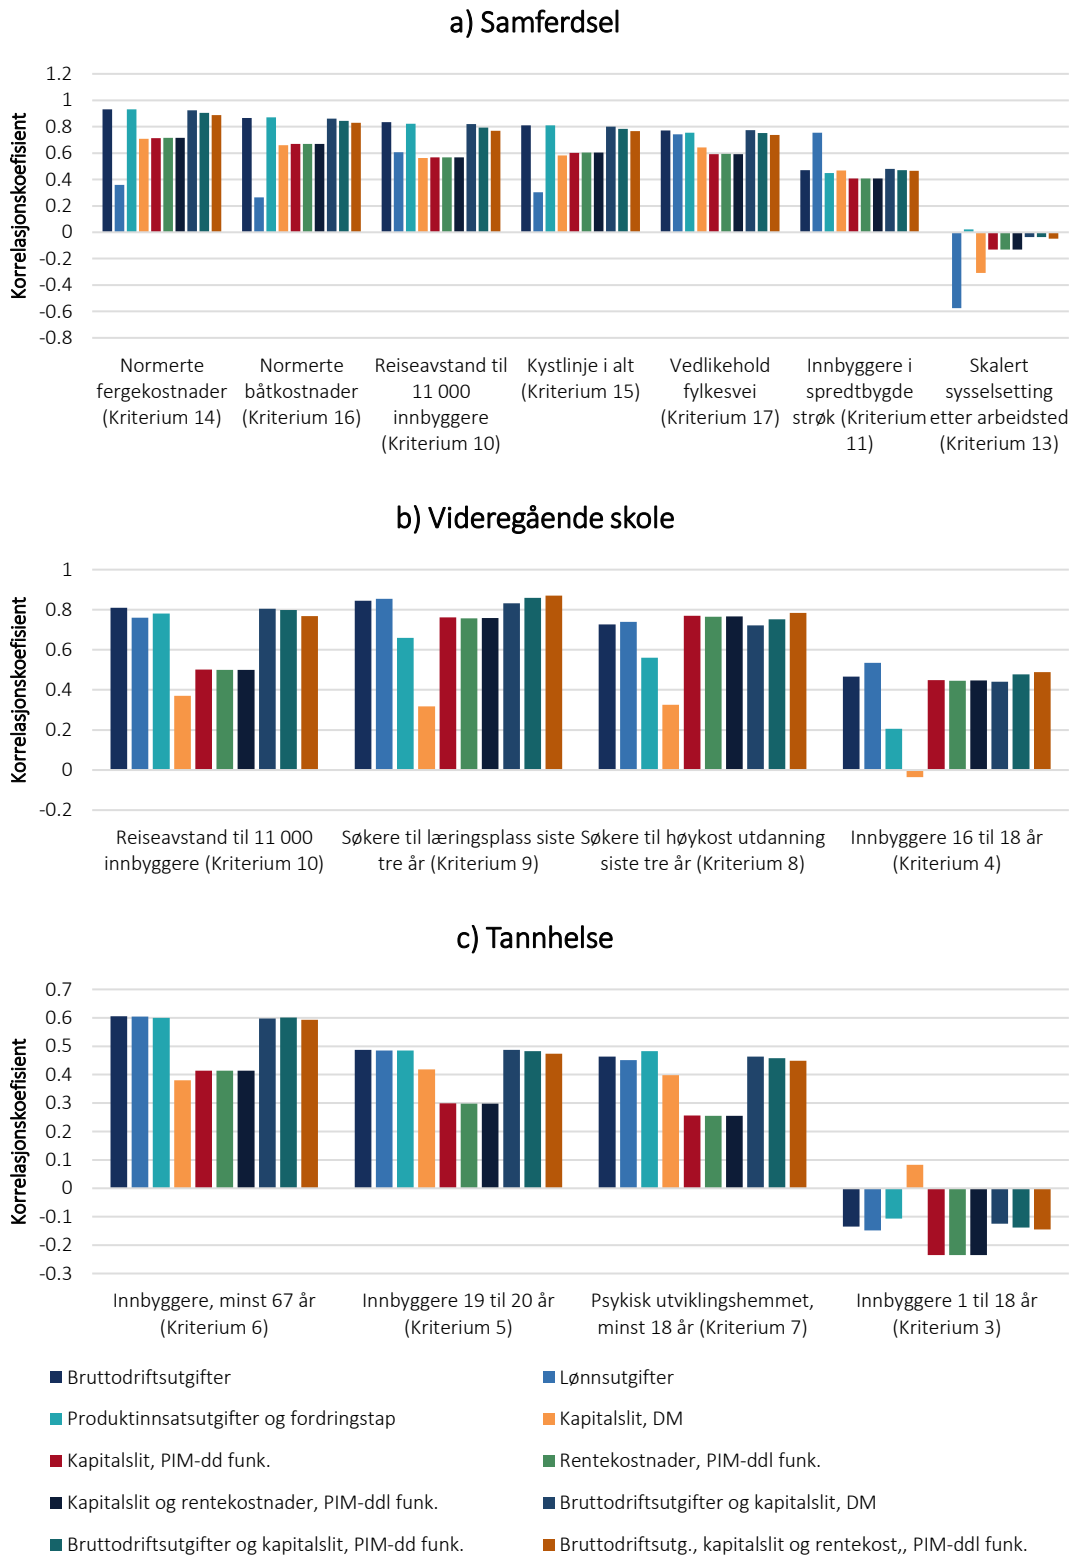 a) Samferdsel
Korrelasjonskoefisient
1.2
1
0.8
0.6
0.4
0.2
0
-0.2
-0.4
-0.6
-0.8
Normerte
fergekostnader
(Kriterium 14)
Normerte
båtkostnader
(Kriterium 16)
Reiseavstand til
11 000
innbyggere
(Kriterium 10)
Kystlinje i alt
(Kriterium 15)
Vedlikehold
fylkesvei
(Kriterium 17)
Innbyggere i
spredtbygde
strøk (Kriterium
11)
Skalert
sysselsetting
etter arbeidsted
(Kriterium 13)
b) Videregående skole
Korrelasjonskoefisient
1
0.8
0.6
0.4
0.2
0
-0.2
Reiseavstand til 11 000
innbyggere (Kriterium 10)
Søkere til læringsplass siste
tre år (Kriterium 9)
Søkere til høykost utdanning
siste tre år (Kriterium 8)
Innbyggere 16 til 18 år
(Kriterium 4)
c) Tannhelse
Korrelasjonskoefisient
0.7
0.6
0.5
0.4
0.3
0.2
0.1
0
-0.1
-0.2
-0.3
Innbyggere, minst 67 år
(Kriterium 6)
Innbyggere 19 til 20 år
(Kriterium 5)
Psykisk utviklingshemmet,
minst 18 år (Kriterium 7)
Innbyggere 1 til 18 år
(Kriterium 3)
Bruttodriftsutgifter
Lønnsutgifter
Produktinnsatsutgifter og fordringstap
Kapitalslit, DM
Kapitalslit, PIM-dd funk.
Rentekostnader, PIM-ddl funk.
Kapitalslit og rentekostnader, PIM-ddl funk.
Bruttodriftsutgifter og kapitalslit, DM
Bruttodriftsutgifter og kapitalslit, PIM-dd funk.
Bruttodriftsutg., kapitalslit og rentekost,, PIM-ddl funk.